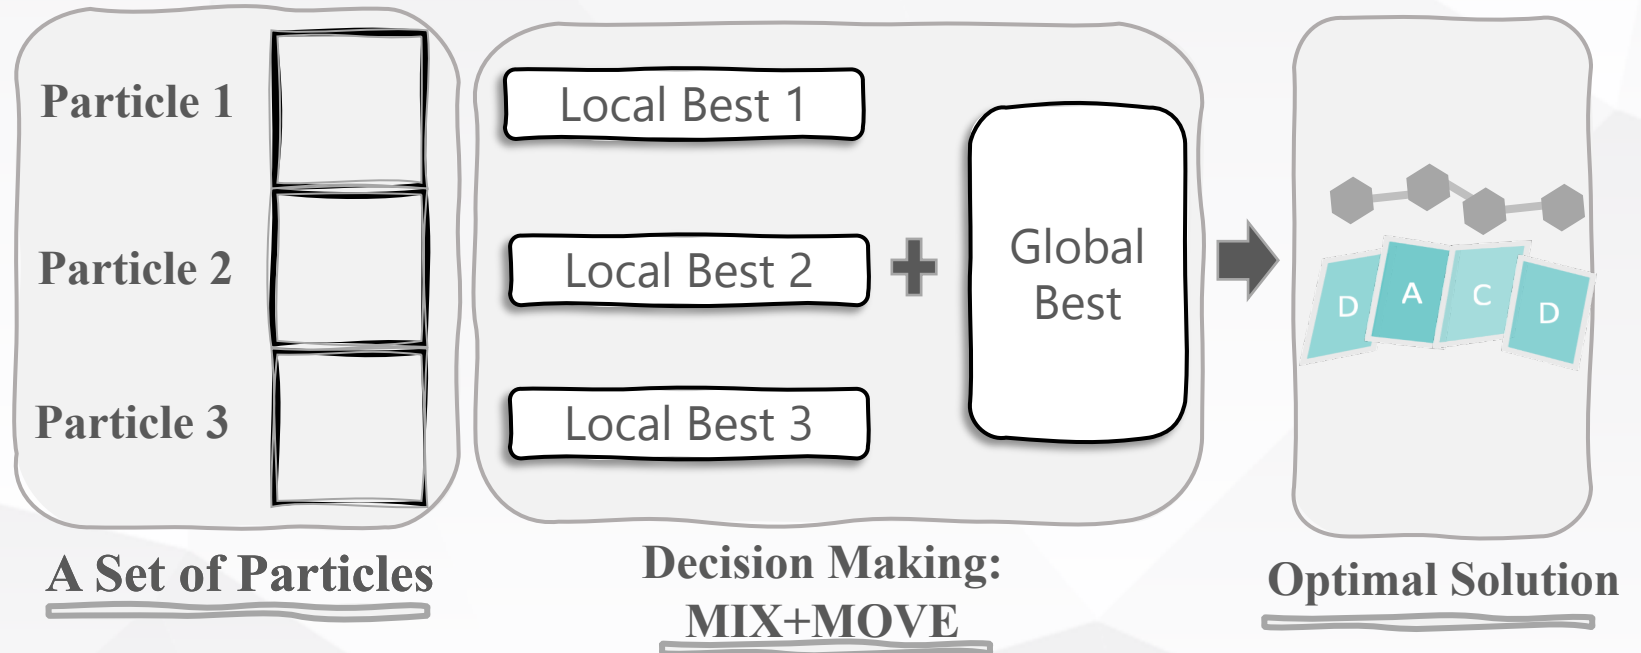 Particle 1
Particle 2
Particle 3
A Set of Particles
Local Best 1
Local Best 2
Local Best 3
Global
Best
Decision Making:
MIX+MOVE
D A C D
Optimal Solution